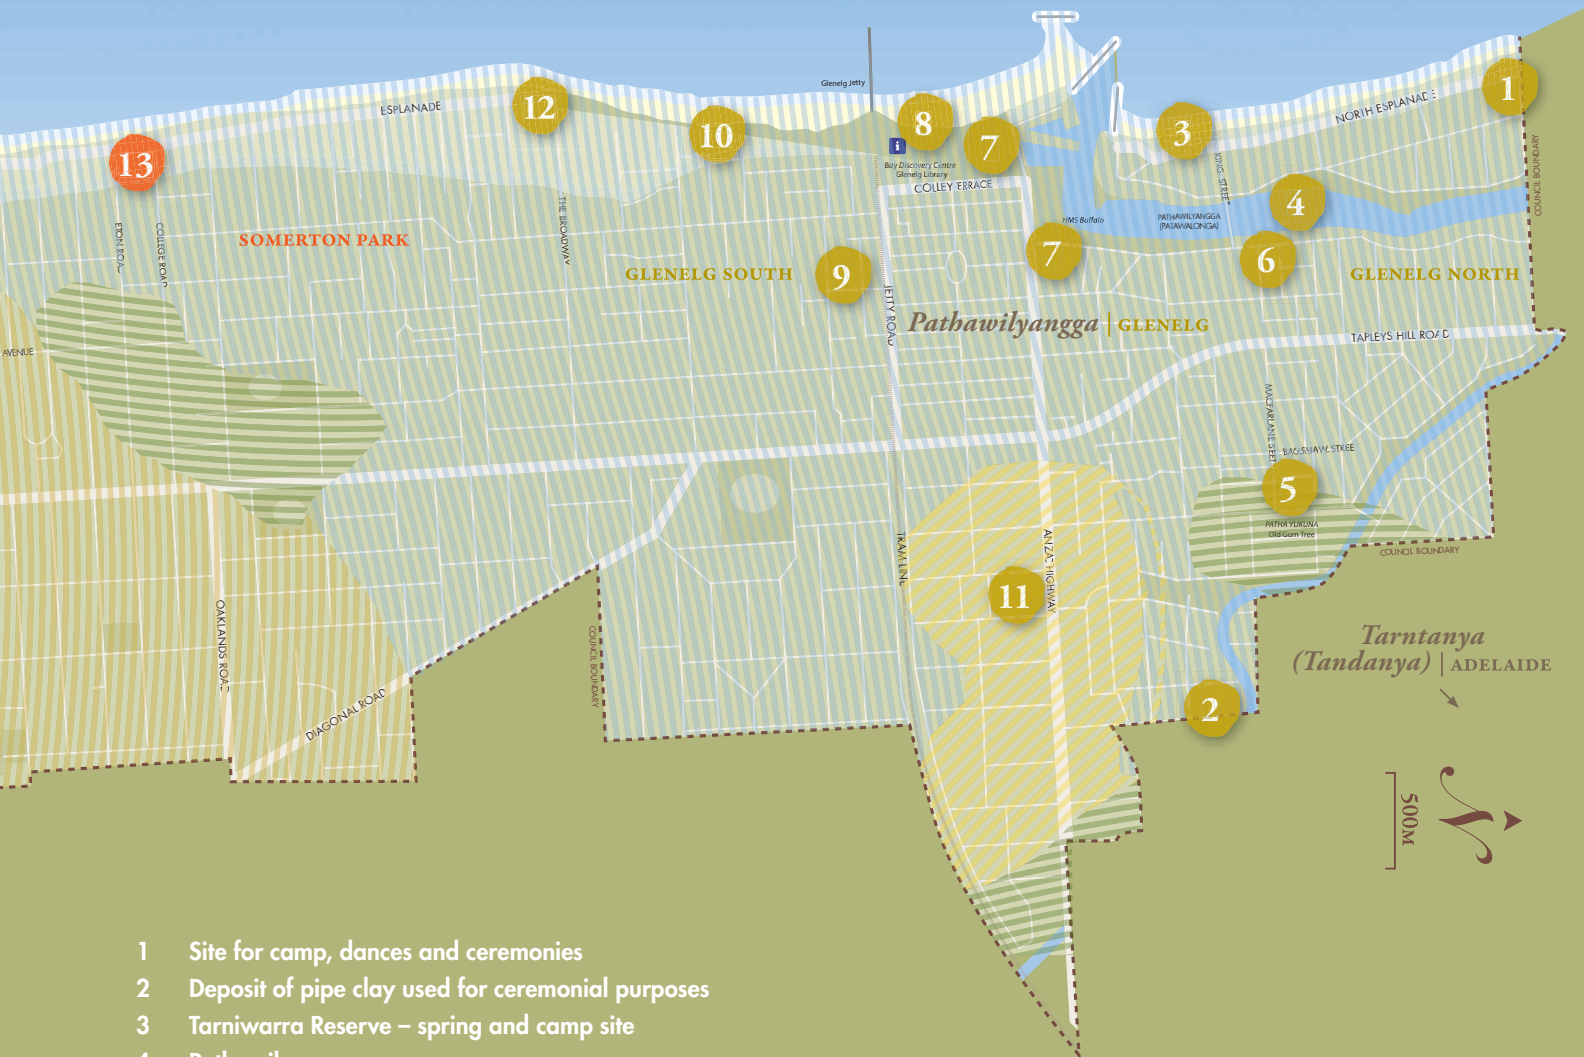 Glenelg Jetty
ESPLANADE
NORTH ESPLANADE
1
12
13
10
8
7
3
i
Bay Discovery Centre
Glenelg Library
COLLEY ERRACE
KING STREET
COUNCIL BOUNDARY
4
HMS Buffalo
PATHAWILYANGGA
(PATAWALONGA)
ETON ROAD
COLLEGE ROAD
THE BROADWAY
SOMERTON PARK
GLENELG SOUTH
9
7
6
GLENELG NORTH
JETTY ROAD
Pathawilyangga | GLENELG
TAPLEYS HILL ROAD
AVENUE
MACFARLANE SEET
BAGSHAW STREE
5
PATHA YUKUNA
Old Gum Tree
COUNCIL BOUNDARY
TRAM LINE
ANZAC HIGHWAY
11
OAKLANDS ROAD
COUNCIL BOUNDARY
DIAGONAL ROAD
2
Tarntanya
(Tandanya) | ADELAIDE
500M
1 Site for camp, dances and ceremonies
2 Deposit of pipe clay used for ceremonial purposes
3 Tarniwarra Reserve – spring and camp site